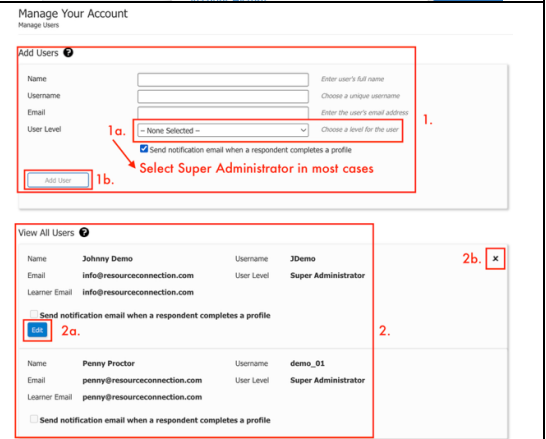 Manage Your Account
Manage Users
Add Users ?
Name Enter user's full name
Username Choose a unique username
Email Enter the user's email address
1.
User Level 1a. – None Selected – Choose a level for the user
Send notification email when a respondent completes a profile
Select Super Administrator in most cases
Add User 1b.
View All Users ?
Name Johnny Demo Username JDemo 2b. x
Email info@resourceconnection.com User Level Super Administrator
Learner Email info@resourceconnection.com
Send notification email when a respondent completes a profile
Edit 2a. 2.
Name Penny Proctor Username demo_01
Email penny@resourceconnection.com User Level Super Administrator
Learner Email penny@resourceconnection.com
Send notification email when a respondent completes a profile